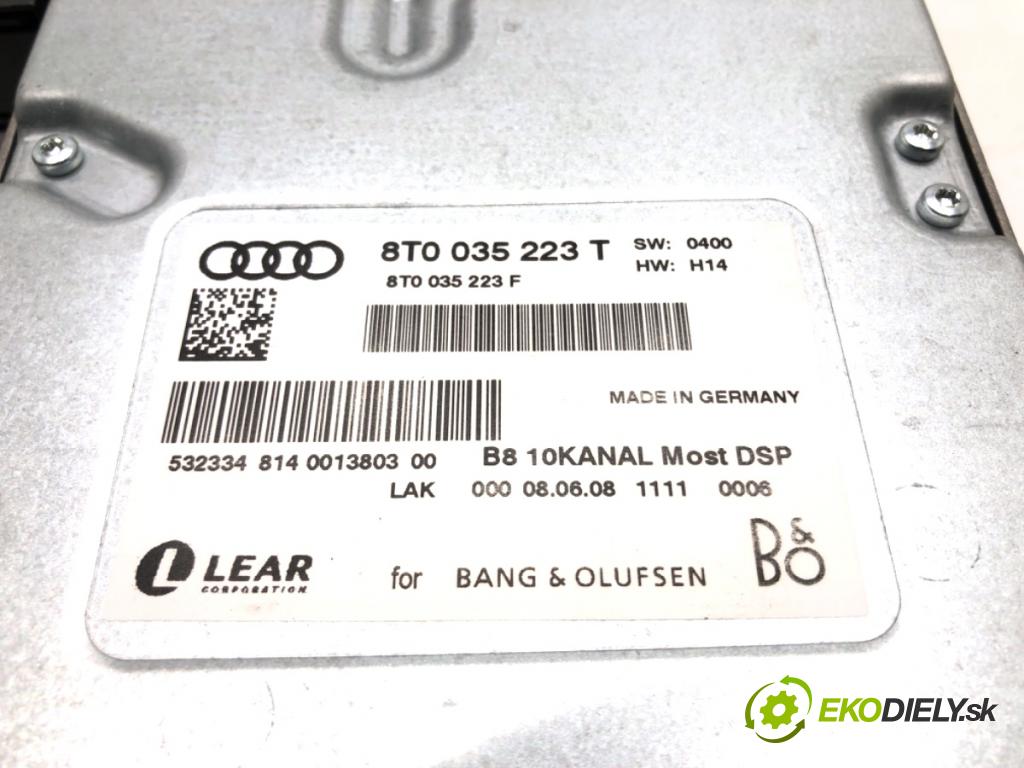 8T0 035 223 T SW: 0400
8T0 035 223 F HW: H14
MADE IN GERMANY
532334 814 0013803 00 B8 10KANAL Most DSP
LAK 000 08.06.08 1111 0006
L LEAR CORPORATION for BANG & OLUFSEN B&O
EKODIELY.sk